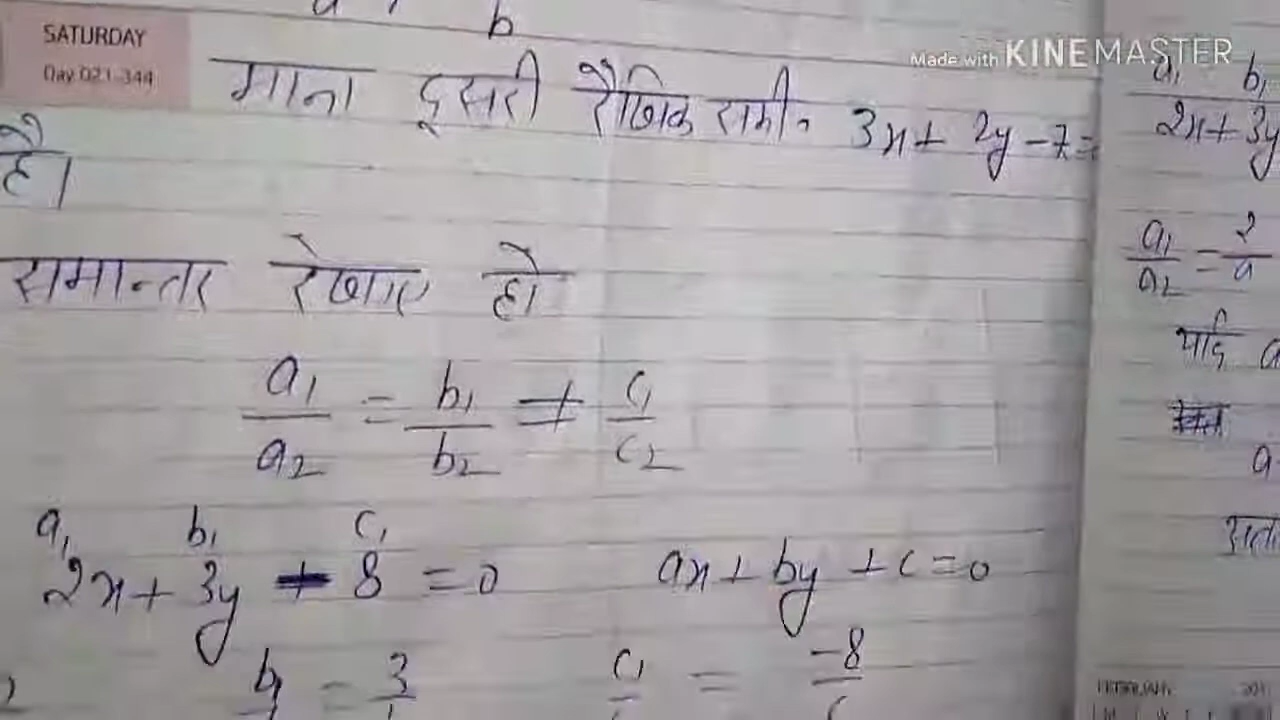 a b
SATURDAY
Day 021-344
Made with KINEMASTER
माना दूसरी रैखिक समी० 3x + 2y - 7 =
है।
समान्तर रेखाए हो
a₁/a₂ = b₁/b₂ ≠ c₁/c₂
a₁ b₁ c₁
2x + 3y - 8 = 0
ax + by + c = 0
b₁ = 3
c₁ = -8
a₁ b₁
2x + 3y
a₁/a₂ = 2/a
यदि a
a